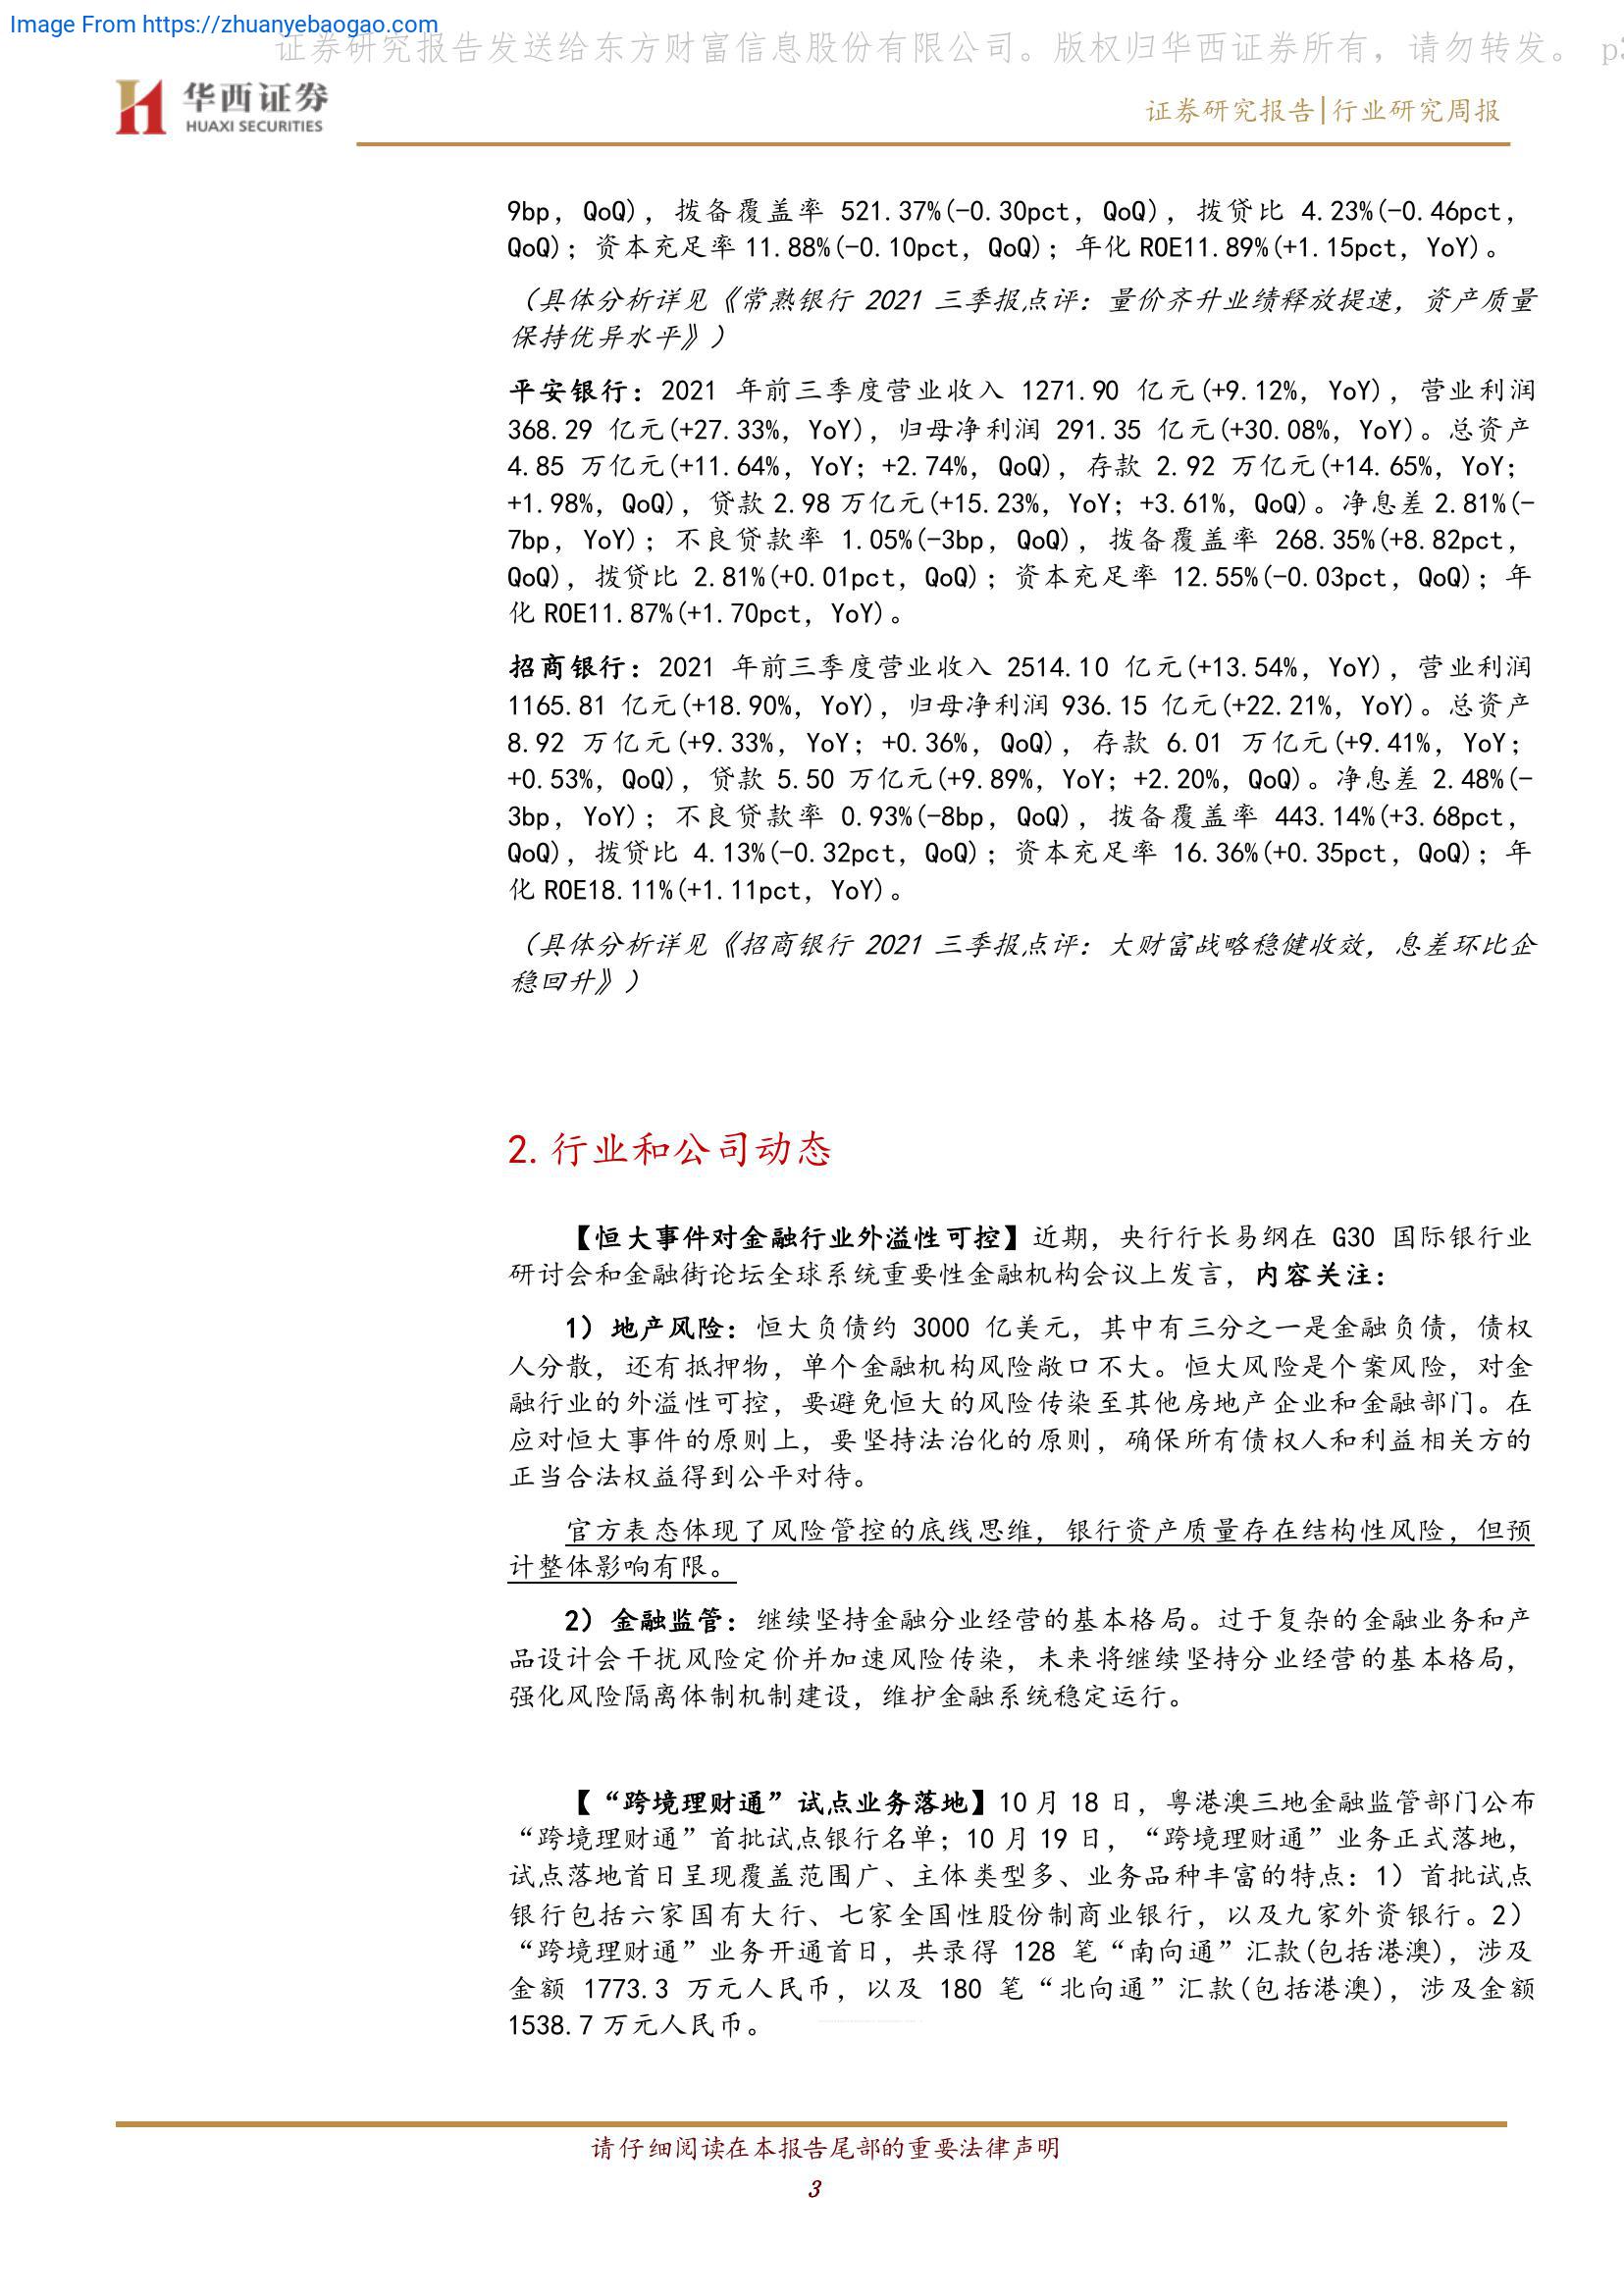 Image From https://zhuanyebaogao.com
证券研究报告发送给东方财富信息股份有限公司。版权归华西证券所有，请勿转发。 p3
华西证券
HUAXI SECURITIES
证券研究报告|行业研究周报
9bp, QoQ)，拨备覆盖率 521.37%(-0.30pct, QoQ)，拨贷比 4.23%(-0.46pct,
QoQ)；资本充足率 11.88%(-0.10pct, QoQ)；年化 ROE11.89%(+1.15pct, YoY)。
（具体分析详见《常熟银行 2021 三季报点评：量价齐升业绩释放提速，资产质量
保持优异水平》）
平安银行：2021 年前三季度营业收入 1271.90 亿元(+9.12%, YoY)，营业利润
368.29 亿元(+27.33%, YoY)，归母净利润 291.35 亿元(+30.08%, YoY)。总资产
4.85 万亿元(+11.64%, YoY；+2.74%, QoQ)，存款 2.92 万亿元(+14.65%, YoY；
+1.98%, QoQ)，贷款 2.98 万亿元(+15.23%, YoY；+3.61%, QoQ)。净息差 2.81%(-
7bp, YoY)；不良贷款率 1.05%(-3bp, QoQ)，拨备覆盖率 268.35%(+8.82pct,
QoQ)，拨贷比 2.81%(+0.01pct, QoQ)；资本充足率 12.55%(-0.03pct, QoQ)；年
化 ROE11.87%(+1.70pct, YoY)。
招商银行：2021 年前三季度营业收入 2514.10 亿元(+13.54%, YoY)，营业利润
1165.81 亿元(+18.90%, YoY)，归母净利润 936.15 亿元(+22.21%, YoY)。总资产
8.92 万亿元(+9.33%, YoY；+0.36%, QoQ)，存款 6.01 万亿元(+9.41%, YoY；
+0.53%, QoQ)，贷款 5.50 万亿元(+9.89%, YoY；+2.20%, QoQ)。净息差 2.48%(-
3bp, YoY)；不良贷款率 0.93%(-8bp, QoQ)，拨备覆盖率 443.14%(+3.68pct,
QoQ)，拨贷比 4.13%(-0.32pct, QoQ)；资本充足率 16.36%(+0.35pct, QoQ)；年
化 ROE18.11%(+1.11pct, YoY)。
（具体分析详见《招商银行 2021 三季报点评：大财富战略稳健收效，息差环比企
稳回升》）
2.行业和公司动态
【恒大事件对金融行业外溢性可控】近期，央行行长易纲在 G30 国际银行业
研讨会和金融街论坛全球系统重要性金融机构会议上发言，内容关注：
1）地产风险：恒大负债约 3000 亿美元，其中有三分之一是金融负债，债权
人分散，还有抵押物，单个金融机构风险敞口不大。恒大风险是个案风险，对金
融行业的外溢性可控，要避免恒大的风险传染至其他房地产企业和金融部门。在
应对恒大事件的原则上，要坚持法治化的原则，确保所有债权人和利益相关方的
正当合法权益得到公平对待。
官方表态体现了风险管控的底线思维，银行资产质量存在结构性风险，但预
计整体影响有限。
2）金融监管：继续坚持金融分业经营的基本格局。过于复杂的金融业务和产
品设计会干扰风险定价并加速风险传染，未来将继续坚持分业经营的基本格局，
强化风险隔离体制机制建设，维护金融系统稳定运行。
【“跨境理财通”试点业务落地】10 月 18 日，粤港澳三地金融监管部门公布
“跨境理财通”首批试点银行名单；10 月 19 日，“跨境理财通”业务正式落地，
试点落地首日呈现覆盖范围广、主体类型多、业务品种丰富的特点：1）首批试点
银行包括六家国有大行、七家全国性股份制商业银行，以及九家外资银行。2）
“跨境理财通”业务开通首日，共录得 128 笔“南向通”汇款(包括港澳)，涉及
金额 1773.3 万元人民币，以及 180 笔“北向通”汇款(包括港澳)，涉及金额
1538.7 万元人民币。
请仔细阅读在本报告尾部的重要法律声明
3